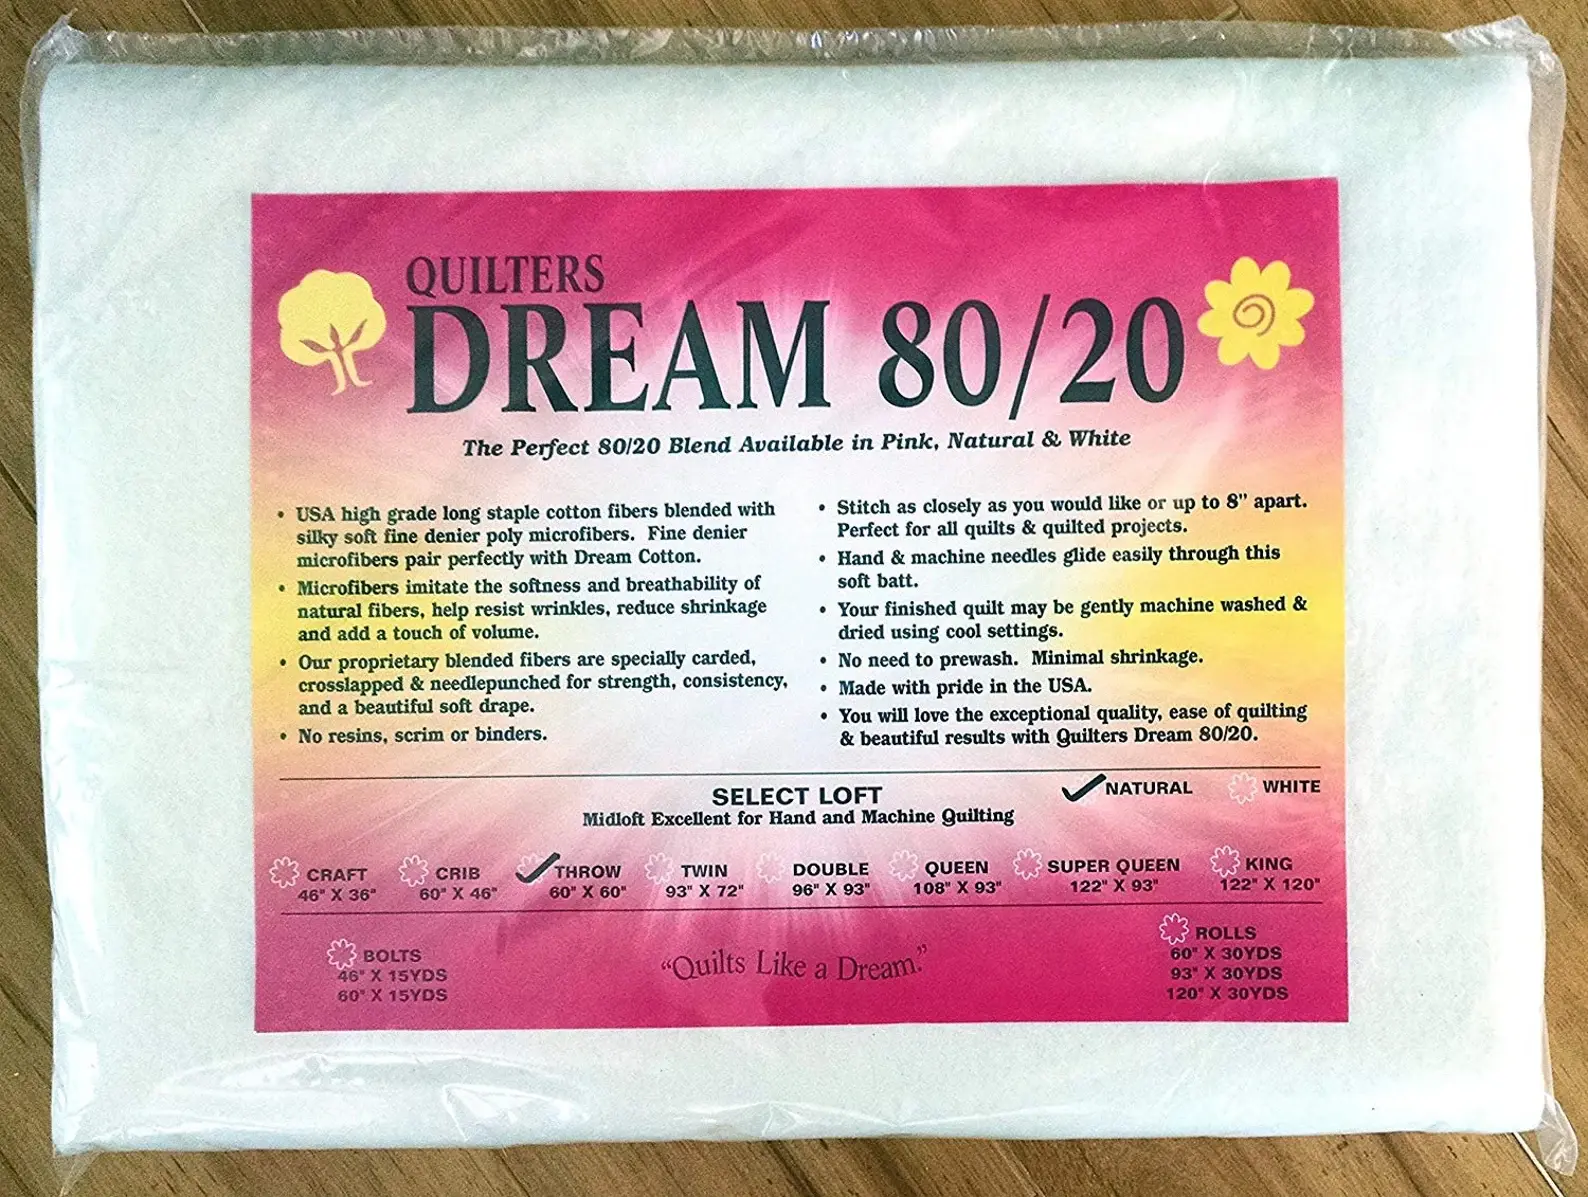 QUILTERS
DREAM 80/20
The Perfect 80/20 Blend Available in Pink, Natural & White
• USA high grade long staple cotton fibers blended with
silky soft fine denier poly microfibers. Fine denier
microfibers pair perfectly with Dream Cotton.
• Microfibers imitate the softness and breathability of
natural fibers, help resist wrinkles, reduce shrinkage
and add a touch of volume.
• Our proprietary blended fibers are specially carded,
crosslapped & needlepunched for strength, consistency,
and a beautiful soft drape.
• No resins, scrim or binders.
• Stitch as closely as you would like or up to 8" apart.
Perfect for all quilts & quilted projects.
• Hand & machine needles glide easily through this
soft batt.
• Your finished quilt may be gently machine washed &
dried using cool settings.
• No need to prewash. Minimal shrinkage.
• Made with pride in the USA.
• You will love the exceptional quality, ease of quilting
& beautiful results with Quilters Dream 80/20.
SELECT LOFT
NATURAL WHITE
Midloft Excellent for Hand and Machine Quilting
CRAFT CRIB THROW TWIN DOUBLE QUEEN SUPER QUEEN KING
46" X 36" 60" X 46" 60" X 60" 93" X 72" 96" X 93" 108" X 93" 122" X 93" 122" X 120"
BOLTS
46" X 15YDS
60" X 15YDS
"Quilts Like a Dream."
ROLLS
60" X 30YDS
93" X 30YDS
120" X 30YDS